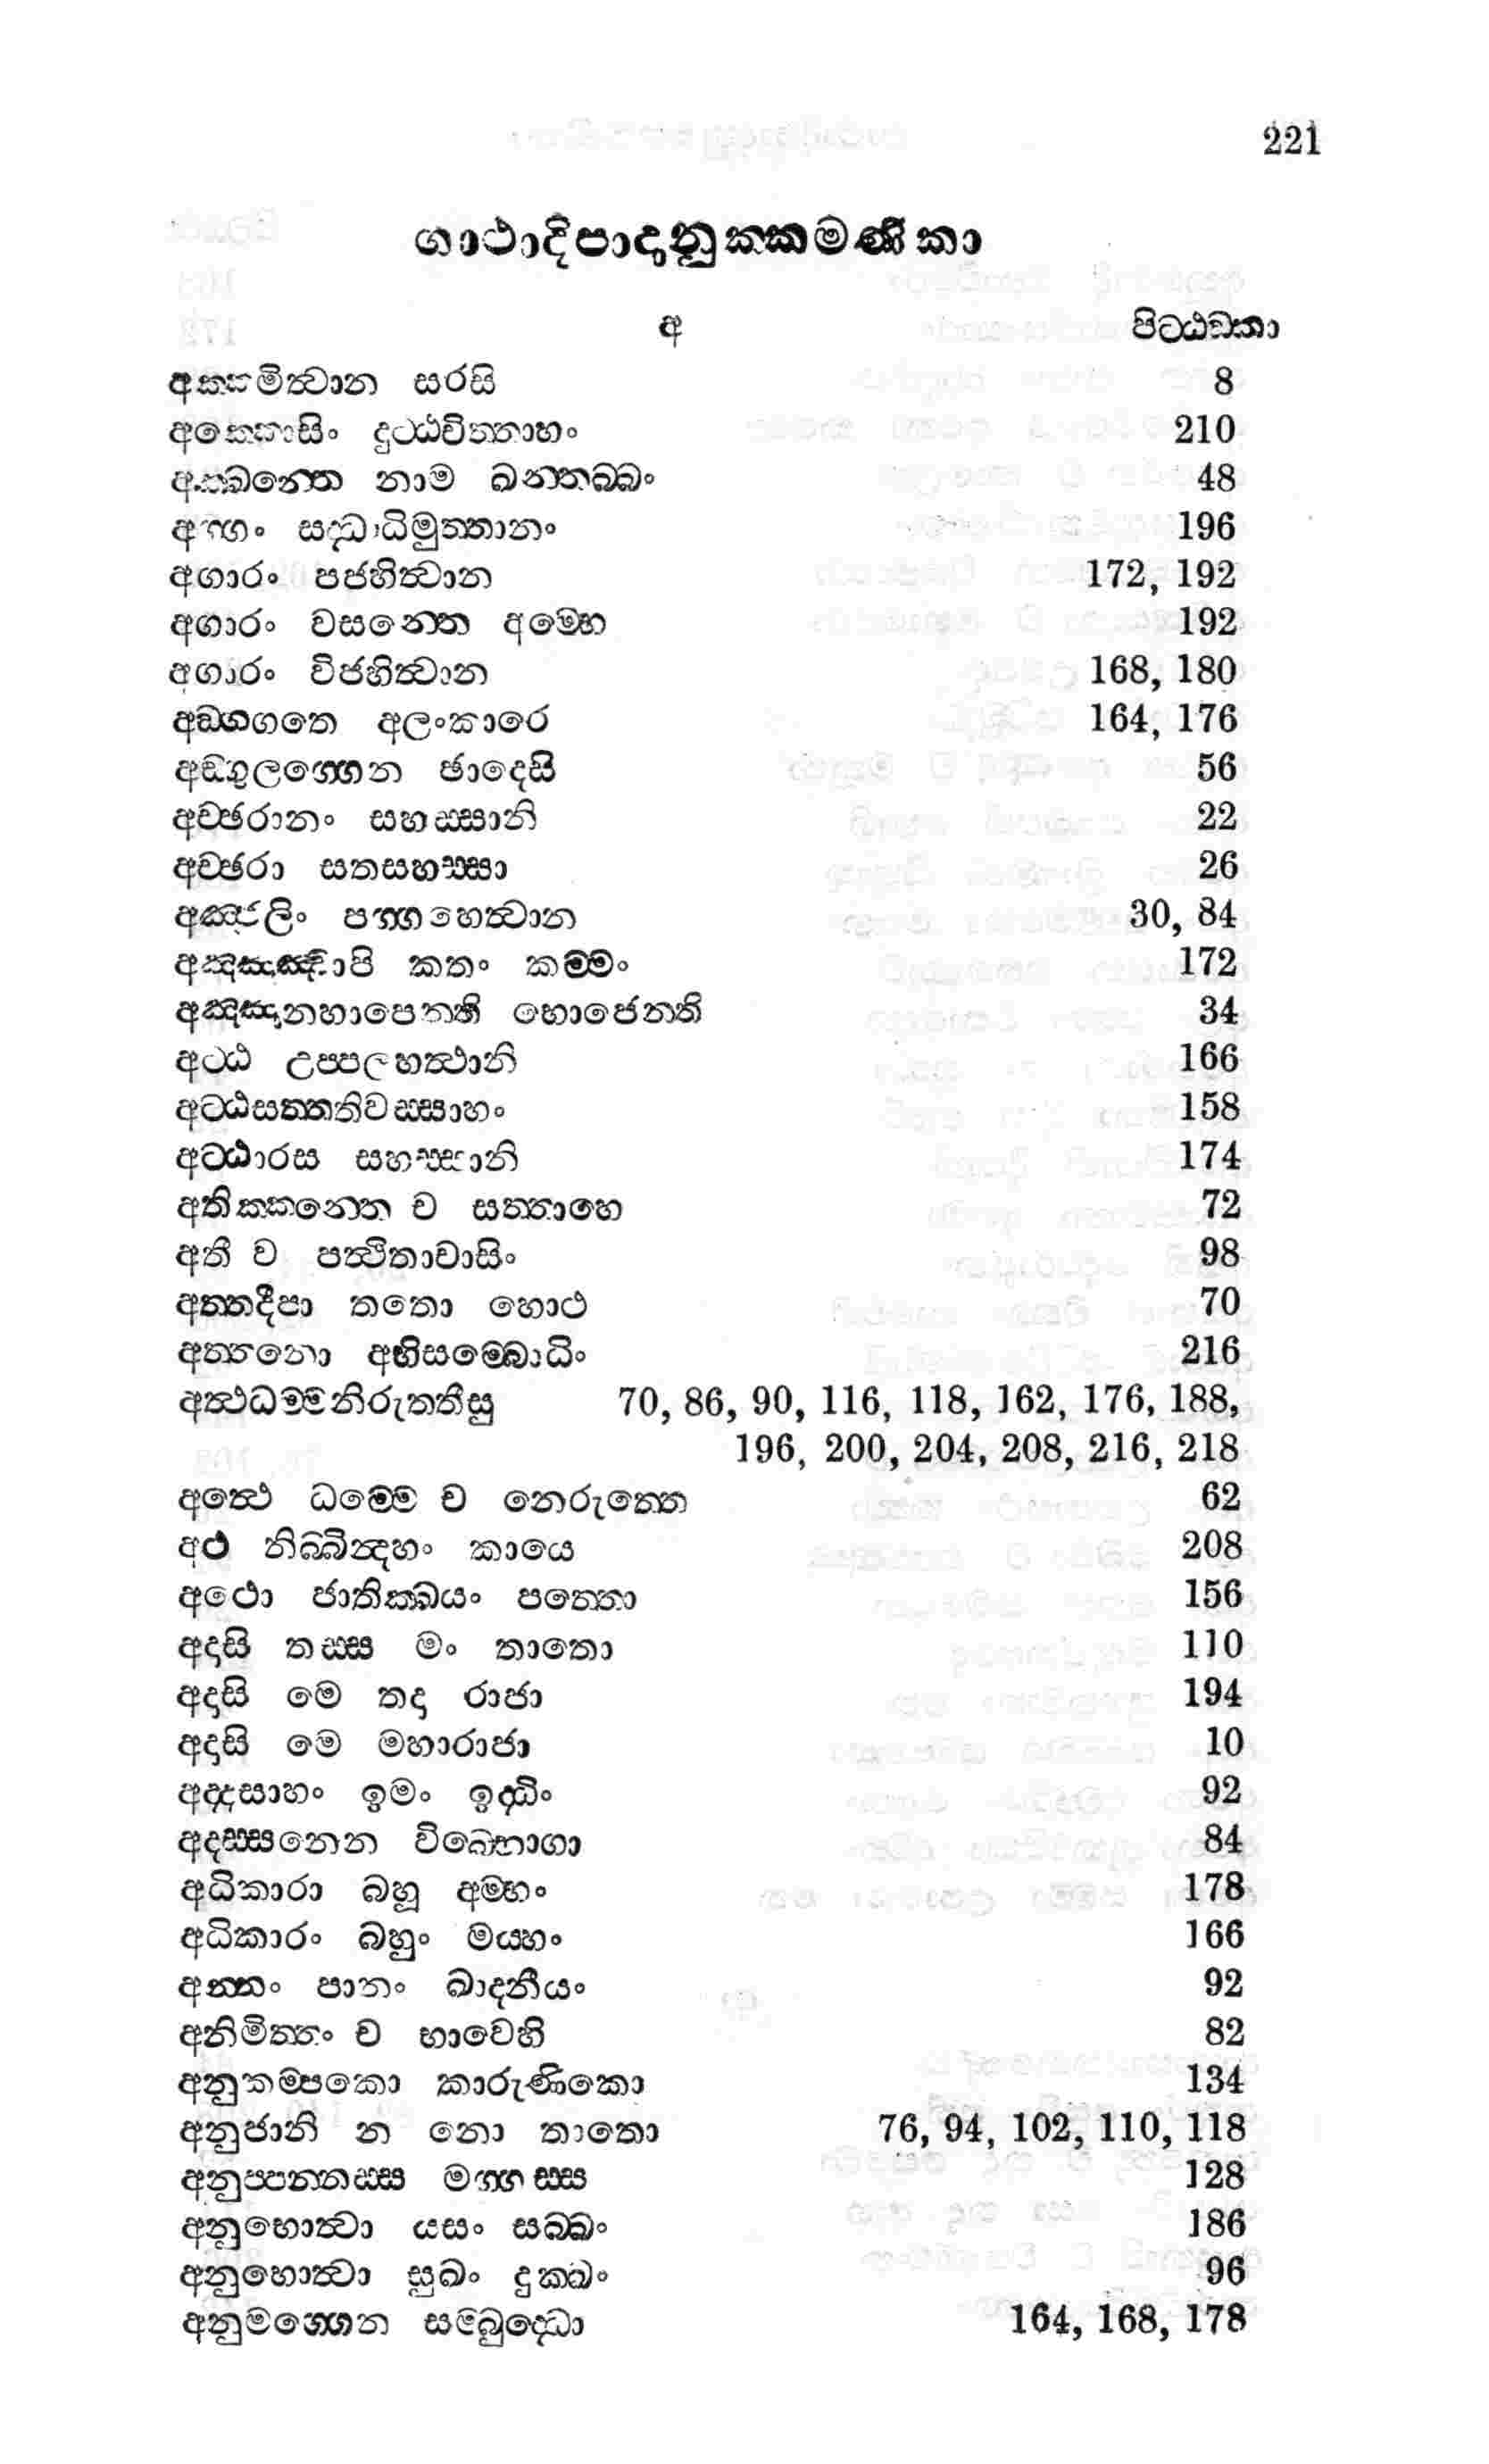 221
ගාථාදිපාදානුක්කමණිකා
අ පිට්ඨඞ්කා
අක්කමිත්වාන සරසි 8
අක්කොසිං දුට්ඨචිත්තාහං 210
අක්ඛන්තෙ නාම ඛන්තබ්බං 48
අග්ගං සද්ධාධිමුත්තානං 196
අගාරං පජහිත්වාන 172, 192
අගාරං වසන්තෙ අම්හෙ 192
අගාරං විජහිත්වාන 168, 180
අඞ්ගගතෙ අලංකාරෙ 164, 176
අඞ්ගුලග්ගෙන ඡාදෙසි 56
අච්ඡරානං සහස්සානි 22
අච්ඡරා සතසහස්සා 26
අඤ්ජලිං පග්ගහෙත්වාන 30, 84
අඤ්ඤඤ්ඤාපි කතං කම්මං 172
අඤ්ඤානහාපෙන්ති භොජෙන්ති 34
අට්ඨ උප්පලහත්ථානි 166
අට්ඨසත්තතිවස්සාහං 158
අට්ඨාරස සහස්සානි 174
අතික්කන්තෙ ච සත්තාහෙ 72
අතී ව පත්ථිතාවාසිං 98
අත්තදීපා තතො හොථ 70
අත්තනො අභිසම්බොධිං 216
අත්ථධම්මනිරුත්තීසු 70, 86, 90, 116, 118, 162, 176, 188,
196, 200, 204, 208, 216, 218
අත්ථෙ ධම්මෙ ච නෙරුත්තෙ 62
අථ නිබ්බින්දහං කායෙ 208
අථො ජාතික්ඛයං පත්තො 156
අදාසි තස්ස මං තාතො 110
අදාසි මෙ තදා රාජා 194
අදාසි මෙ මහාරාජා 10
අද්දසාහං ඉමං ඉද්ධිං 92
අදස්සනෙන විබ්භොගා 84
අධිකාරා බහූ අම්හං 178
අධිකාරං බහුං මය්හං 166
අන්නං පානං ඛාදනීයං 92
අනිමිත්තං ච භාවෙහි 82
අනුකම්පකො කාරුණිකො 134
අනුජානි න නො තාතො 76, 94, 102, 110, 118
අනුප්පන්නස්ස මග්ගස්ස 128
අනුභොත්වා යසං සබ්බං 186
අනුහොත්වා සුඛං දුක්ඛං 96
අනුමග්ගෙන සම්බුද්ධො 164, 168, 178